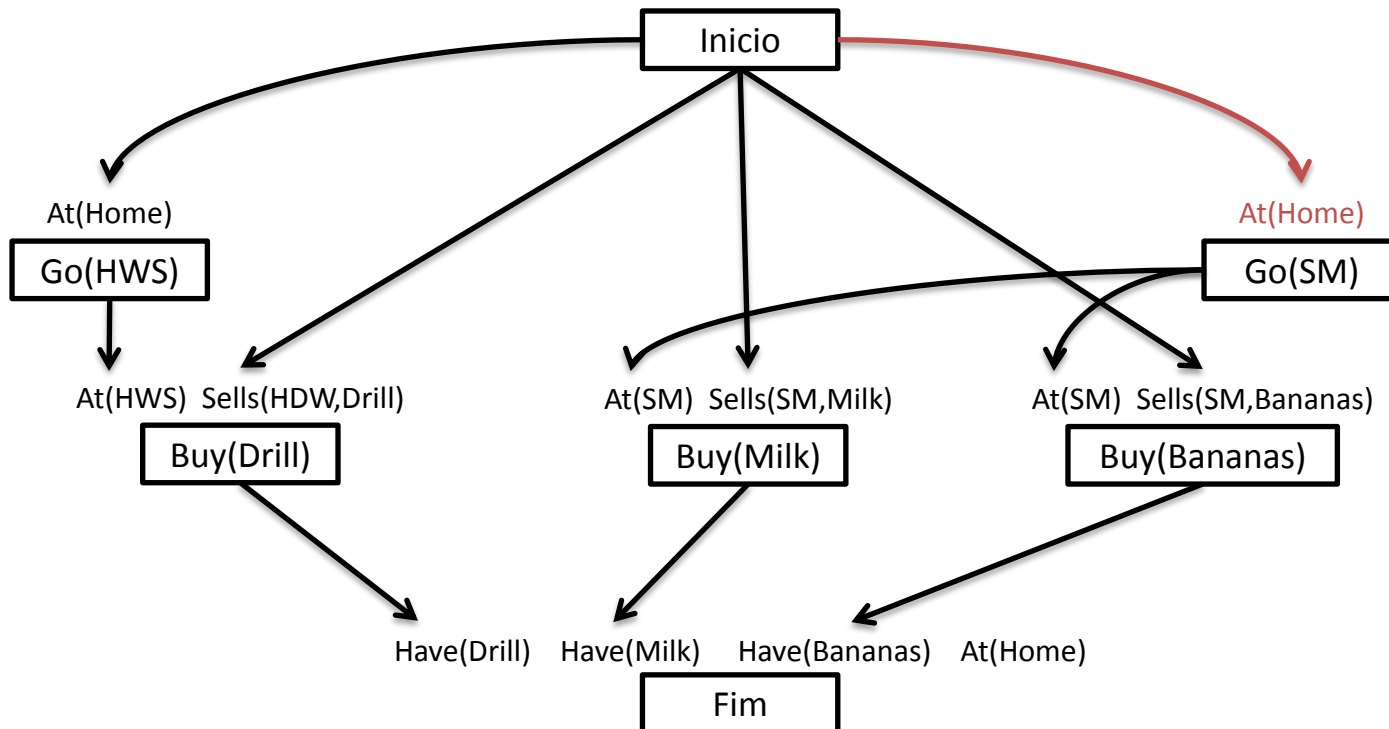 Inicio
At(Home)
At(Home)
Go(HWS)
Go(SM)
At(HWS) Sells(HDW,Drill)
At(SM) Sells(SM,Milk)
At(SM) Sells(SM,Bananas)
Buy(Drill)
Buy(Milk)
Buy(Bananas)
Have(Drill) Have(Milk) Have(Bananas) At(Home)
Fim